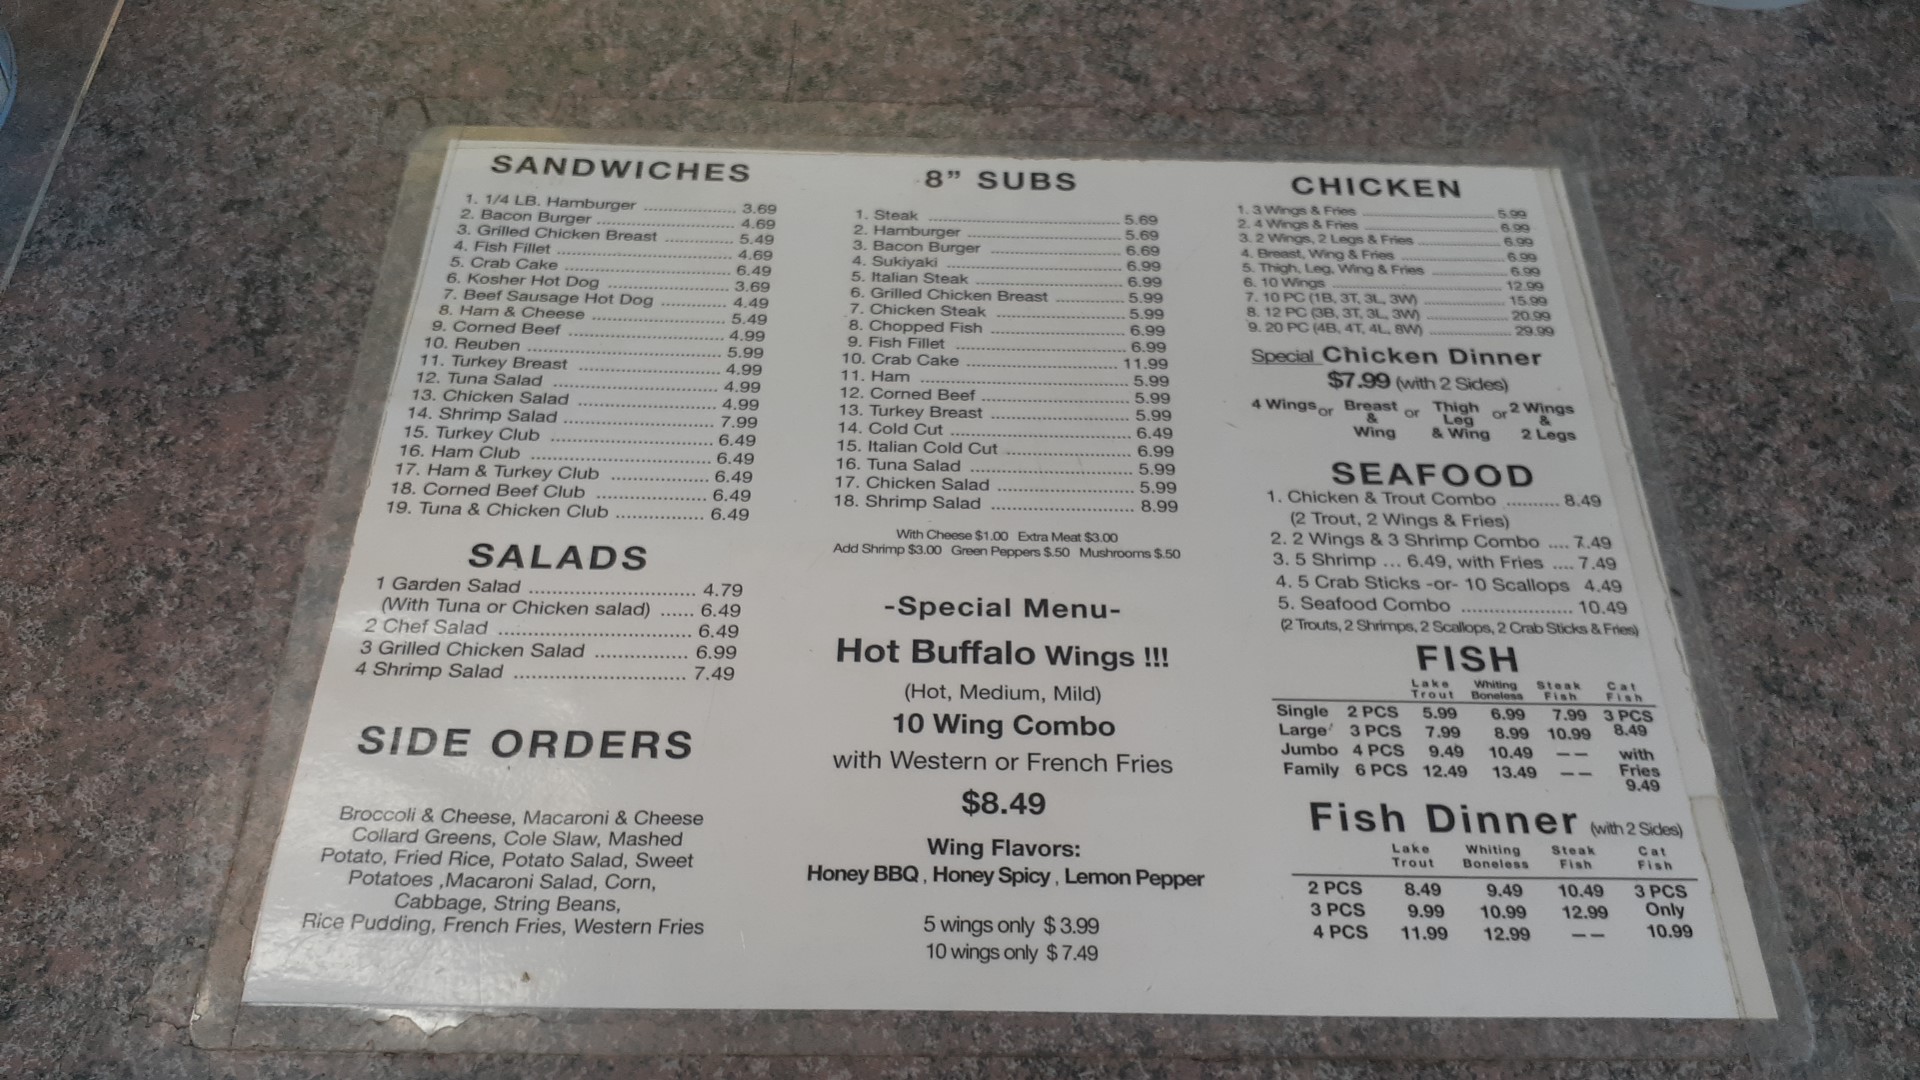 SANDWICHES
1. 1/4 LB. Hamburger ........ 3.69
2. Bacon Burger ........ 4.69
3. Grilled Chicken Breast ........ 5.49
4. Fish Fillet ........ 4.69
5. Crab Cake ........ 6.49
6. Kosher Hot Dog ........ 3.69
7. Beef Sausage Hot Dog ........ 4.49
8. Ham & Cheese ........ 5.49
9. Corned Beef ........ 4.99
10. Reuben ........ 5.99
11. Turkey Breast ........ 4.99
12. Tuna Salad ........ 4.99
13. Chicken Salad ........ 4.99
14. Shrimp Salad ........ 7.99
15. Turkey Club ........ 6.49
16. Ham Club ........ 6.49
17. Ham & Turkey Club ........ 6.49
18. Corned Beef Club ........ 6.49
19. Tuna & Chicken Club ........ 6.49
SALADS
1 Garden Salad ........ 4.79
(With Tuna or Chicken salad) ...... 6.49
2 Chef Salad ........ 6.49
3 Grilled Chicken Salad ........ 6.99
4 Shrimp Salad ........ 7.49
SIDE ORDERS
Broccoli & Cheese, Macaroni & Cheese
Collard Greens, Cole Slaw, Mashed
Potato, Fried Rice, Potato Salad, Sweet
Potatoes ,Macaroni Salad, Corn,
Cabbage, String Beans,
Rice Pudding, French Fries, Western Fries
8” SUBS
1. Steak ........ 5.69
2. Hamburger ........ 5.69
3. Bacon Burger ........ 6.69
4. Sukiyaki ........ 6.99
5. Italian Steak ........ 6.99
6. Grilled Chicken Breast ........ 5.99
7. Chicken Steak ........ 5.99
8. Chopped Fish ........ 6.99
9. Fish Fillet ........ 6.99
10. Crab Cake ........ 11.99
11. Ham ........ 5.99
12. Corned Beef ........ 5.99
13. Turkey Breast ........ 5.99
14. Cold Cut ........ 6.49
15. Italian Cold Cut ........ 6.99
16. Tuna Salad ........ 5.99
17. Chicken Salad ........ 5.99
18. Shrimp Salad ........ 8.99
With Cheese $1.00 Extra Meat $3.00
Add Shrimp $3.00 Green Peppers $.50 Mushrooms $.50
-Special Menu-
Hot Buffalo Wings !!!
(Hot, Medium, Mild)
10 Wing Combo
with Western or French Fries
$8.49
Wing Flavors:
Honey BBQ , Honey Spicy , Lemon Pepper
5 wings only $ 3.99
10 wings only $ 7.49
CHICKEN
1. 3 Wings & Fries ........ 5.99
2. 4 Wings & Fries ........ 6.99
3. 2 Wings, 2 Legs & Fries ........ 6.99
4. Breast, Wing & Fries ........ 6.99
5. Thigh, Leg, Wing & Fries ........ 6.99
6. 10 Wings ........ 12.99
7. 10 PC (1B, 3T, 3L, 3W) ........ 15.99
8. 12 PC (3B, 3T, 3L, 3W) ........ 20.99
9. 20 PC (4B, 4T, 4L, 8W) ........ 29.99
Special Chicken Dinner
$7.99 (with 2 Sides)
4 Wings or Breast or Thigh or 2 Wings
& Leg &
Wing & Wing 2 Legs
SEAFOOD
1. Chicken & Trout Combo .......... 8.49
(2 Trout, 2 Wings & Fries)
2. 2 Wings & 3 Shrimp Combo .... 7.49
3. 5 Shrimp ... 6.49, with Fries .... 7.49
4. 5 Crab Sticks -or- 10 Scallops 4.49
5. Seafood Combo ........ 10.49
(2 Trouts, 2 Shrimps, 2 Scallops, 2 Crab Sticks & Fries)
FISH
Lake Whiting Steak Cat
Trout Boneless Fish Fish
Single 2 PCS 5.99 6.99 7.99 3 PCS
Large 3 PCS 7.99 8.99 10.99 8.49
Jumbo 4 PCS 9.49 10.49 -- with
Family 6 PCS 12.49 13.49 -- Fries
9.49
Fish Dinner (with 2 Sides)
Lake Whiting Steak Cat
Trout Boneless Fish Fish
2 PCS 8.49 9.49 10.49 3 PCS
3 PCS 9.99 10.99 12.99 Only
4 PCS 11.99 12.99 -- 10.99